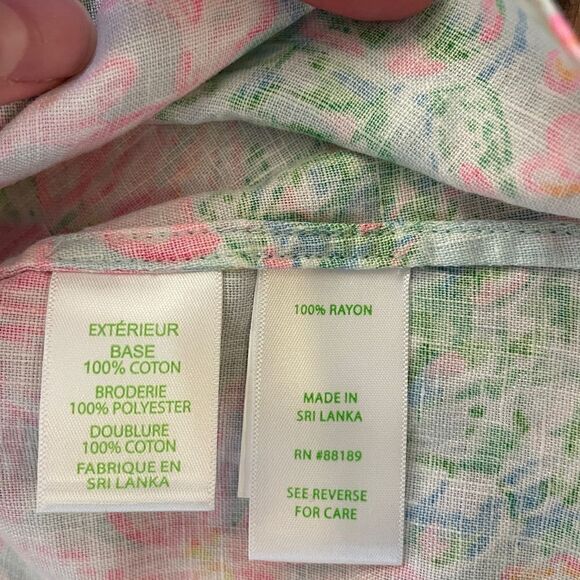 EXTÉRIEUR
BASE
100% COTON
BRODERIE
100% POLYESTER
DOUBLURE
100% COTON
FABRIQUE EN
SRI LANKA
100% RAYON
MADE IN
SRI LANKA
RN #88189
SEE REVERSE
FOR CARE